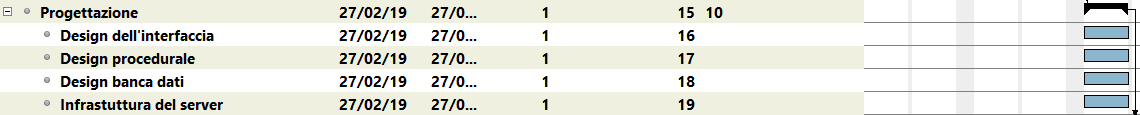 Progettazione 27/02/19 27/0... 1 15 10
Design dell'interfaccia 27/02/19 27/0... 1 16
Design procedurale 27/02/19 27/0... 1 17
Design banca dati 27/02/19 27/0... 1 18
Infrastuttura del server 27/02/19 27/0... 1 19